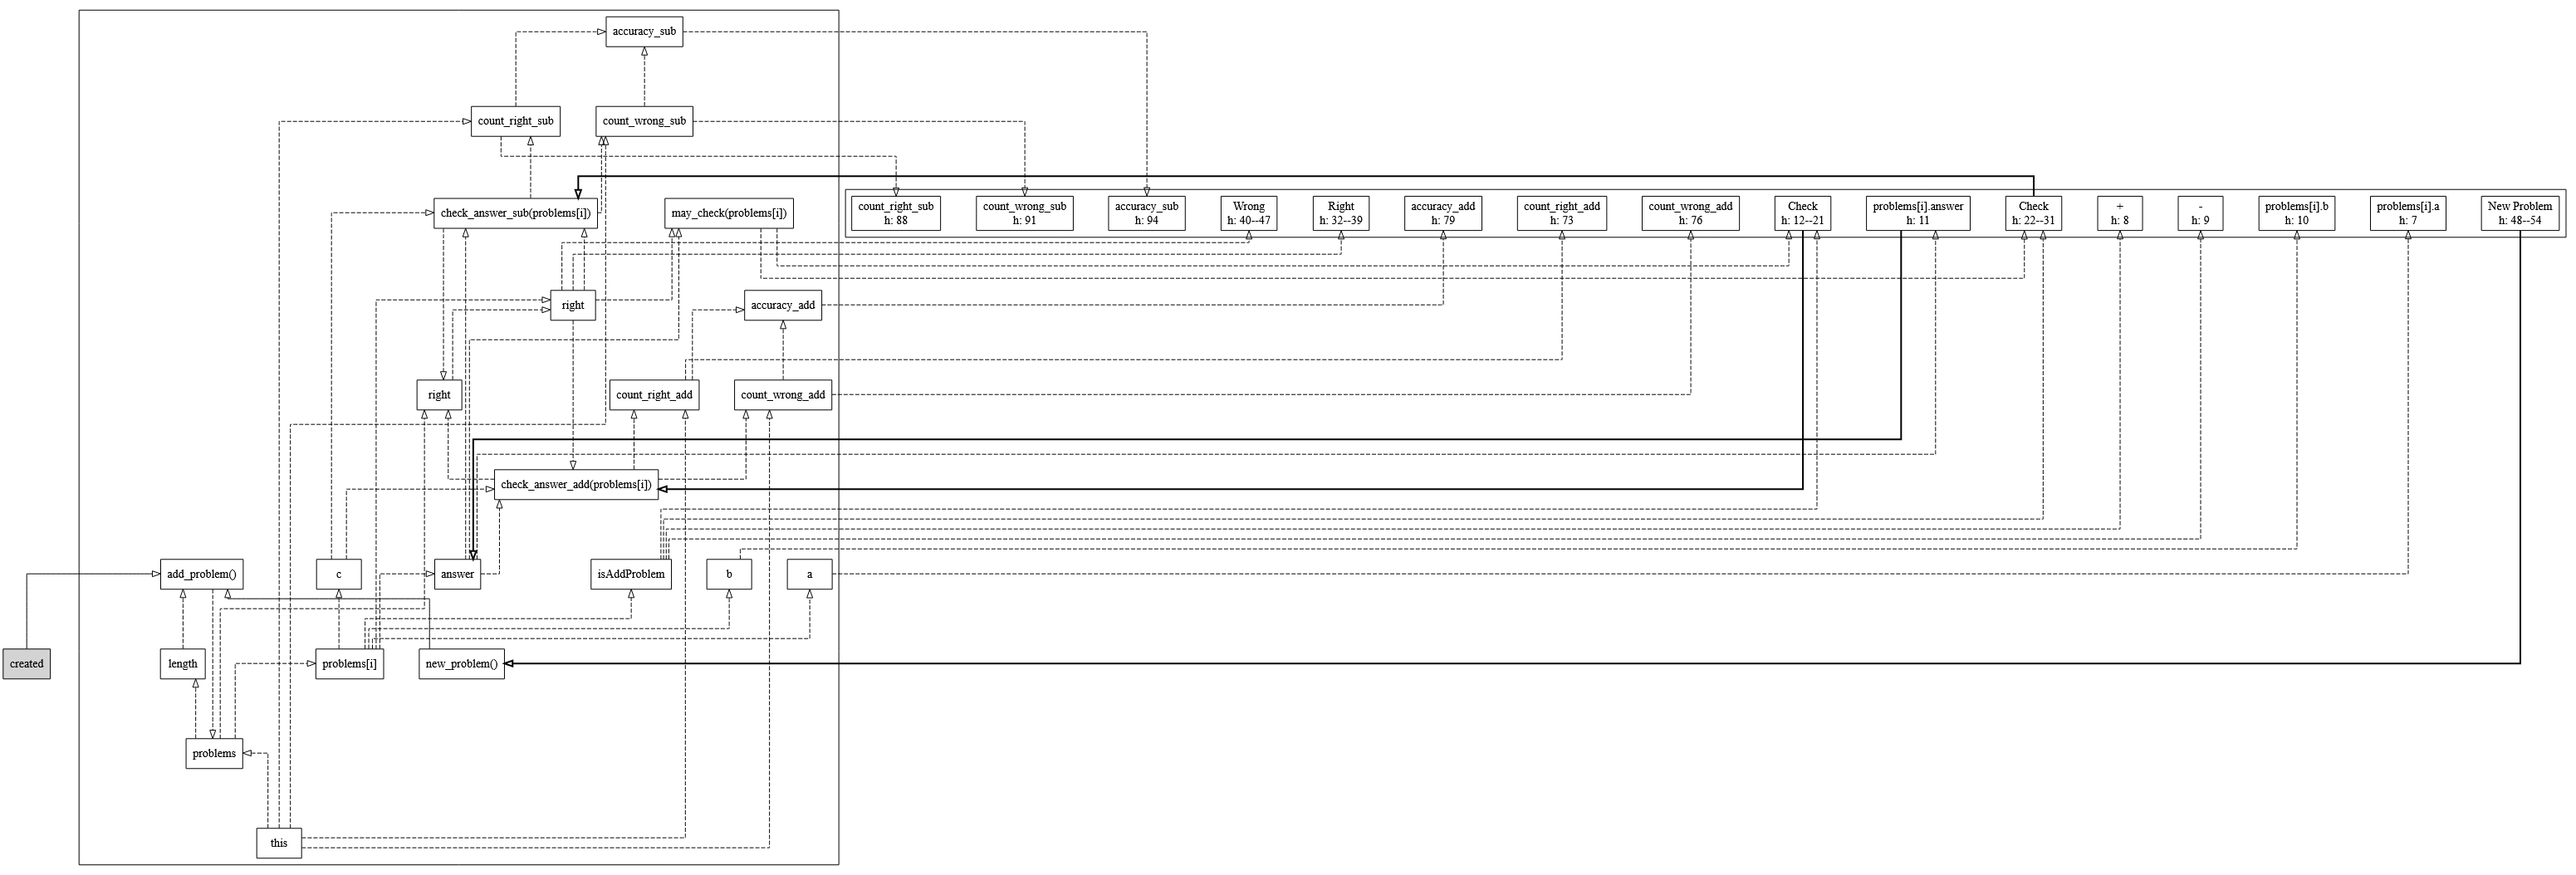 accuracy_sub
count_right_sub
count_wrong_sub
check_answer_sub(problems[i])
may_check(problems[i])
count_right_sub
h: 88
count_wrong_sub
h: 91
accuracy_sub
h: 94
Wrong
h: 40--47
Right
h: 32--39
accuracy_add
h: 79
count_right_add
h: 73
count_wrong_add
h: 76
Check
h: 12--21
problems[i].answer
h: 11
Check
h: 22--31
+
h: 8
-
h: 9
problems[i].b
h: 10
problems[i].a
h: 7
New Problem
h: 48--54
right
accuracy_add
right
count_right_add
count_wrong_add
check_answer_add(problems[i])
add_problem()
c
answer
isAddProblem
b
a
created
length
problems[i]
new_problem()
problems
this